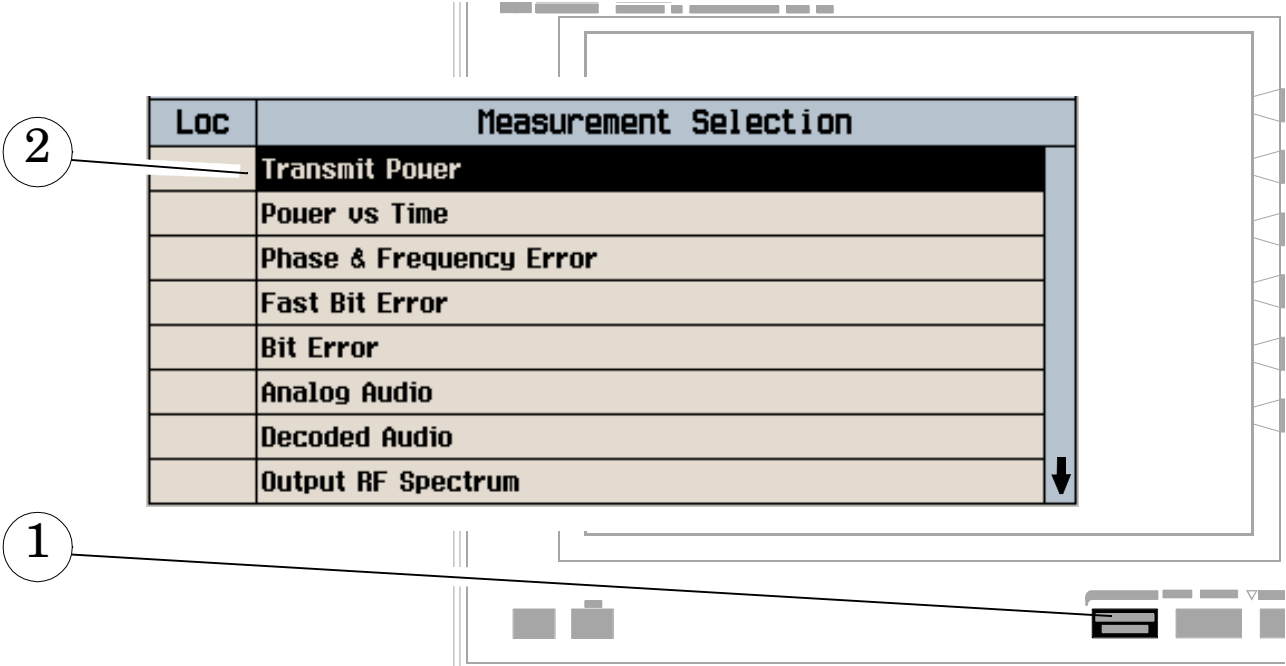 Loc Measurement Selection
2
Transmit Power
Power vs Time
Phase & Frequency Error
Fast Bit Error
Bit Error
Analog Audio
Decoded Audio
Output RF Spectrum
1